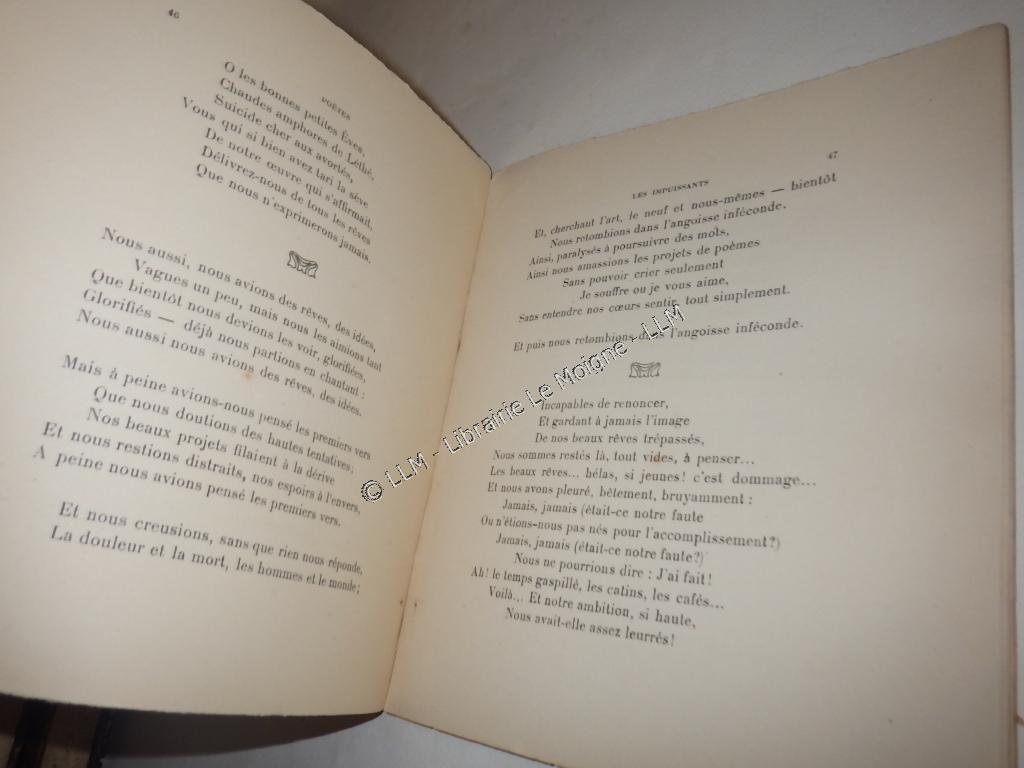 46
POÈTES
O les bonnes petites Èves,
Chaudes amphores de Léthé,
Suicide cher aux avortés,
Vous qui si bien avez tari la sève
De notre œuvre qui s'affirmait,
Délivrez-nous de tous les rêves
Que nous n'exprimerons jamais.
Nous aussi, nous avions des rêves, des idées,
Vagues un peu, mais nous les aimions tant
Que bientôt nous devions les voir, glorifiées,
Glorifiés — déjà nous partions en chantant :
Nous aussi nous avions des rêves, des idées.
Mais à peine avions-nous pensé les premiers vers
Que nous doutions des hautes tentatives;
Nos beaux projets filaient à la dérive
Et nous restions distraits, nos espoirs à l'envers,
A peine nous avions pensé les premiers vers.
Et nous creusions, sans que rien nous réponde,
La douleur et la mort, les hommes et le monde;
47
LES IMPUISSANTS
Et, cherchant l'art, le neuf et nous-mêmes — bientôt
Nous retombions dans l'angoisse inféconde.
Ainsi, paralysés à poursuivre des mots,
Ainsi nous amassions les projets de poèmes
Sans pouvoir crier seulement
Je souffre ou je vous aime,
Sans entendre nos cœurs sentir tout simplement.
Et puis nous retombions dans l'angoisse inféconde.
Incapables de renoncer,
Et gardant à jamais l'image
De nos beaux rêves trépassés,
Nous sommes restés là, tout vides, à penser...
Les beaux rêves... hélas, si jeunes! c'est dommage...
Et nous avons pleuré, bêtement, bruyamment :
Jamais, jamais (était-ce notre faute
Ou n'étions-nous pas nés pour l'accomplissement?)
Jamais, jamais (était-ce notre faute?)
Nous ne pourrions dire : J'ai fait!
Ah! le temps gaspillé, les catins, les cafés...
Voilà... Et notre ambition, si haute,
Nous avait-elle assez leurrés!
© LLM - Librairie Le Moigne - LLM